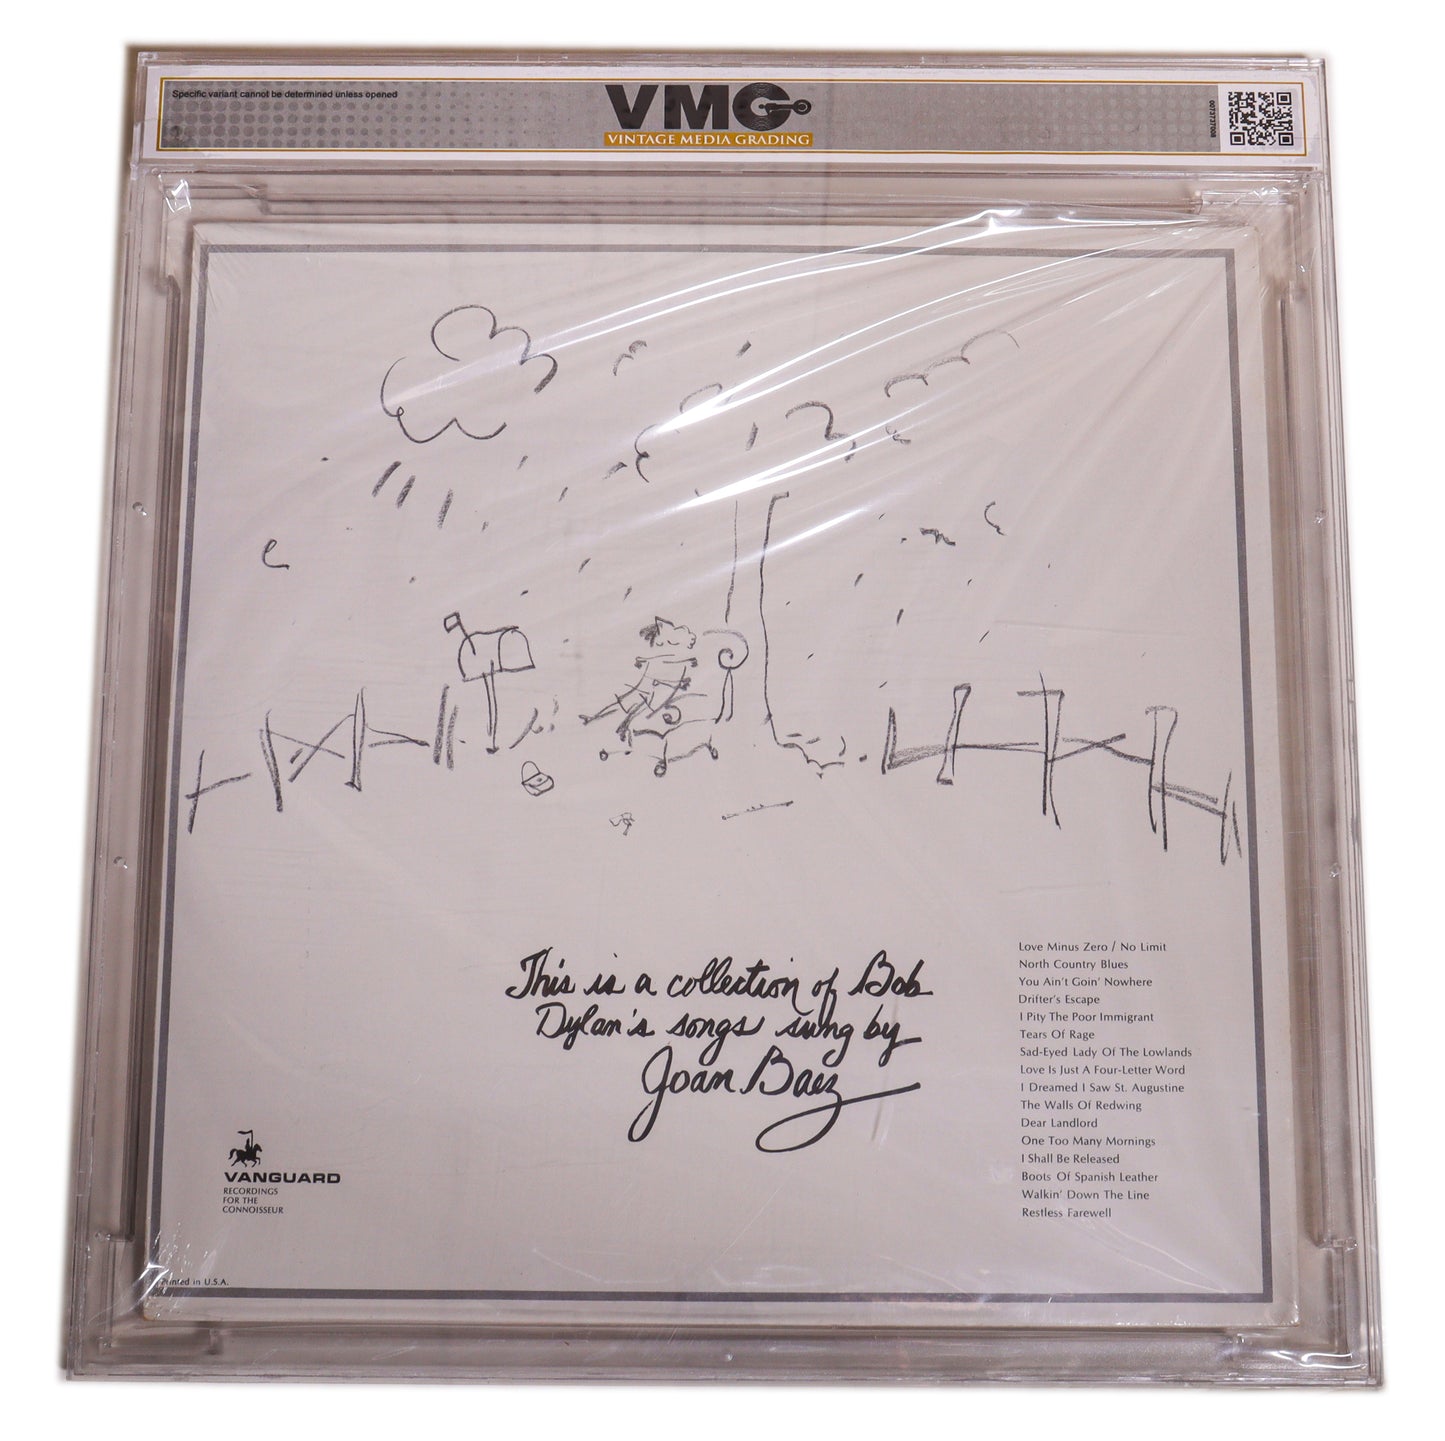 Specific variant cannot be determined unless opened
VMG
VINTAGE MEDIA GRADING
007373700B
This is a collection of Bob
Dylan's songs sung by
Joan Baez
Love Minus Zero / No Limit
North Country Blues
You Ain't Goin' Nowhere
Drifter's Escape
I Pity The Poor Immigrant
Tears Of Rage
Sad-Eyed Lady Of The Lowlands
Love Is Just A Four-Letter Word
I Dreamed I Saw St. Augustine
The Walls Of Redwing
Dear Landlord
One Too Many Mornings
I Shall Be Released
Boots Of Spanish Leather
Walkin' Down The Line
Restless Farewell
VANGUARD
RECORDINGS
FOR THE
CONNOISSEUR
Printed in U.S.A.